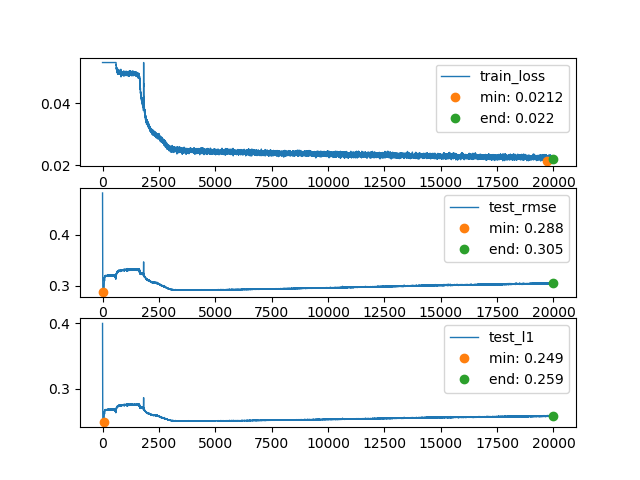 train_loss
min: 0.0212
end: 0.022
0.04
0.02
0 2500 5000 7500 10000 12500 15000 17500 20000
test_rmse
min: 0.288
end: 0.305
0.4
0.3
0 2500 5000 7500 10000 12500 15000 17500 20000
0.4
test_l1
min: 0.249
end: 0.259
0.3
0 2500 5000 7500 10000 12500 15000 17500 20000